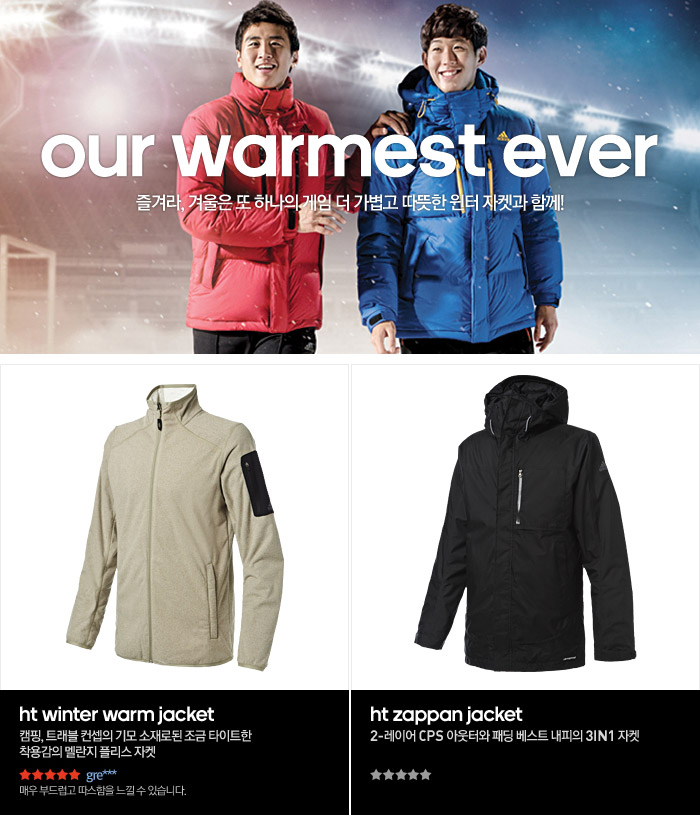 our warmest ever
즐겨라, 겨울은 또 하나의 게임 더 가볍고 따뜻한 윈터 자켓과 함께!
ht winter warm jacket
캠핑, 트래블 컨셉의 기모 소재로된 조금 타이트한
착용감의 멜란지 플리스 자켓
gre***
매우 부드럽고 따스함을 느낄 수 있습니다.
ht zappan jacket
2-레이어 CPS 아웃터와 패딩 베스트 내피의 3IN1 자켓